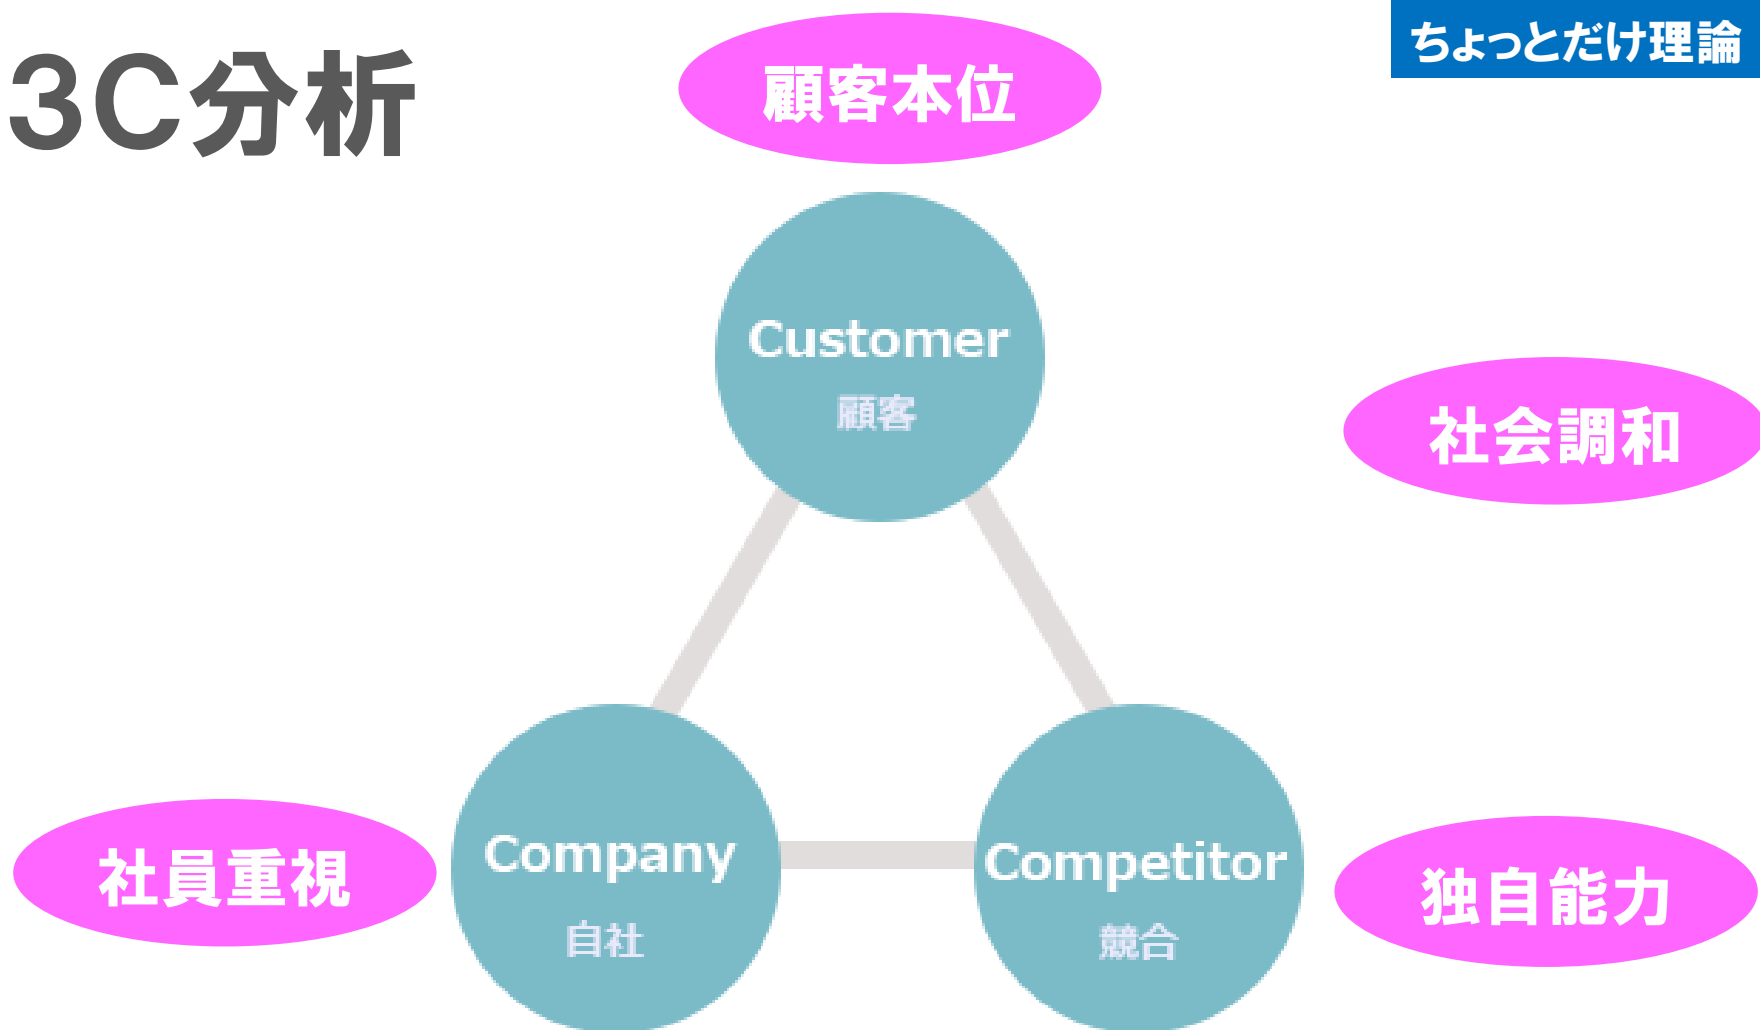 3C分析
ちょっとだけ理論
顧客本位
Customer
顧客
社会調和
社員重視
Company
自社
Competitor
競合
独自能力